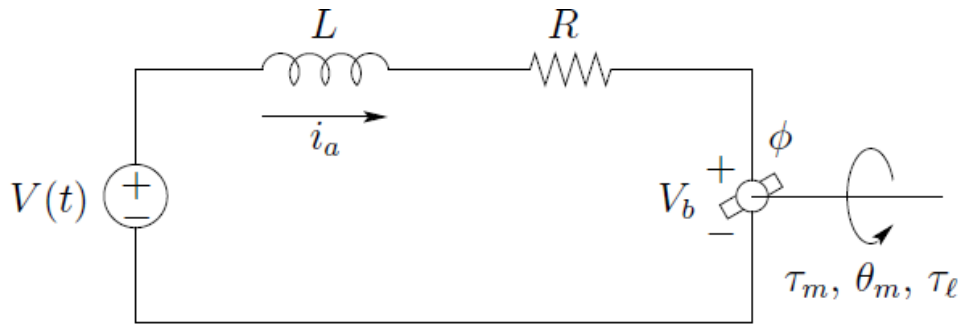 L
R
i_a
ϕ
V(t)
+
−
+
V_b
−
τ_m, θ_m, τ_ℓ